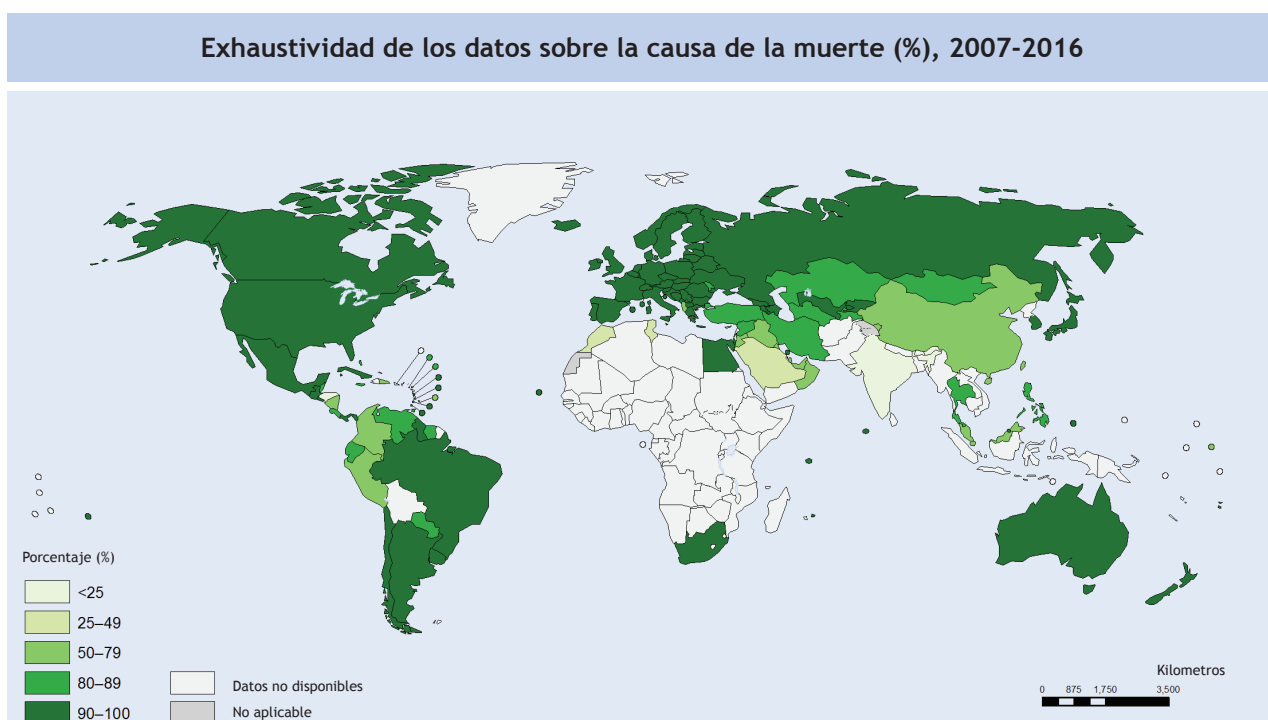 Exhaustividad de los datos sobre la causa de la muerte (%), 2007-2016
Porcentaje (%)
<25
25–49
50–79
80–89
90–100
Datos no disponibles
No aplicable
Kilometros
0 875 1,750 3,500